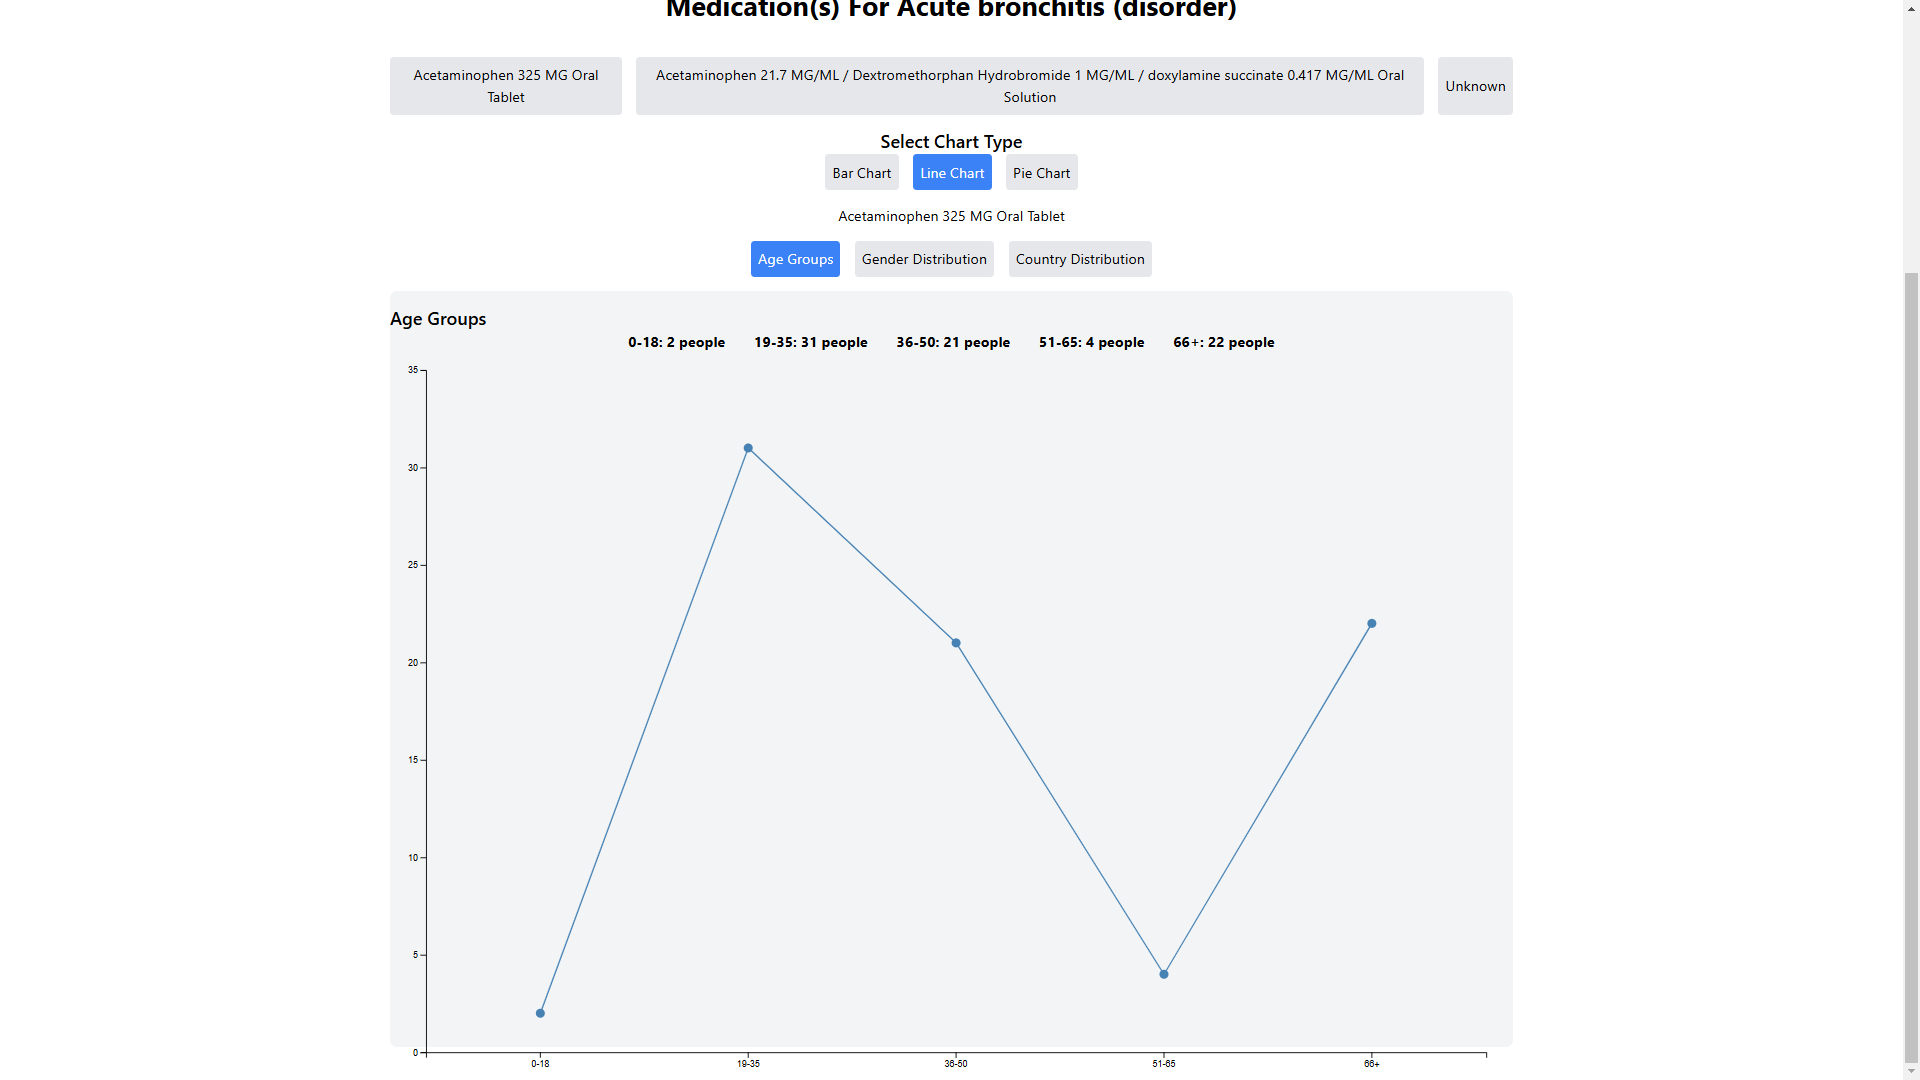 Medication(s) For Acute bronchitis (disorder)
Acetaminophen 325 MG Oral
Tablet
Acetaminophen 21.7 MG/ML / Dextromethorphan Hydrobromide 1 MG/ML / doxylamine succinate 0.417 MG/ML Oral
Solution
Unknown
Select Chart Type
Bar Chart
Line Chart
Pie Chart
Acetaminophen 325 MG Oral Tablet
Age Groups
Gender Distribution
Country Distribution
Age Groups
0-18: 2 people
19-35: 31 people
36-50: 21 people
51-65: 4 people
66+: 22 people
35
30
25
20
15
10
5
0
0-18
19-35
36-50
51-65
66+